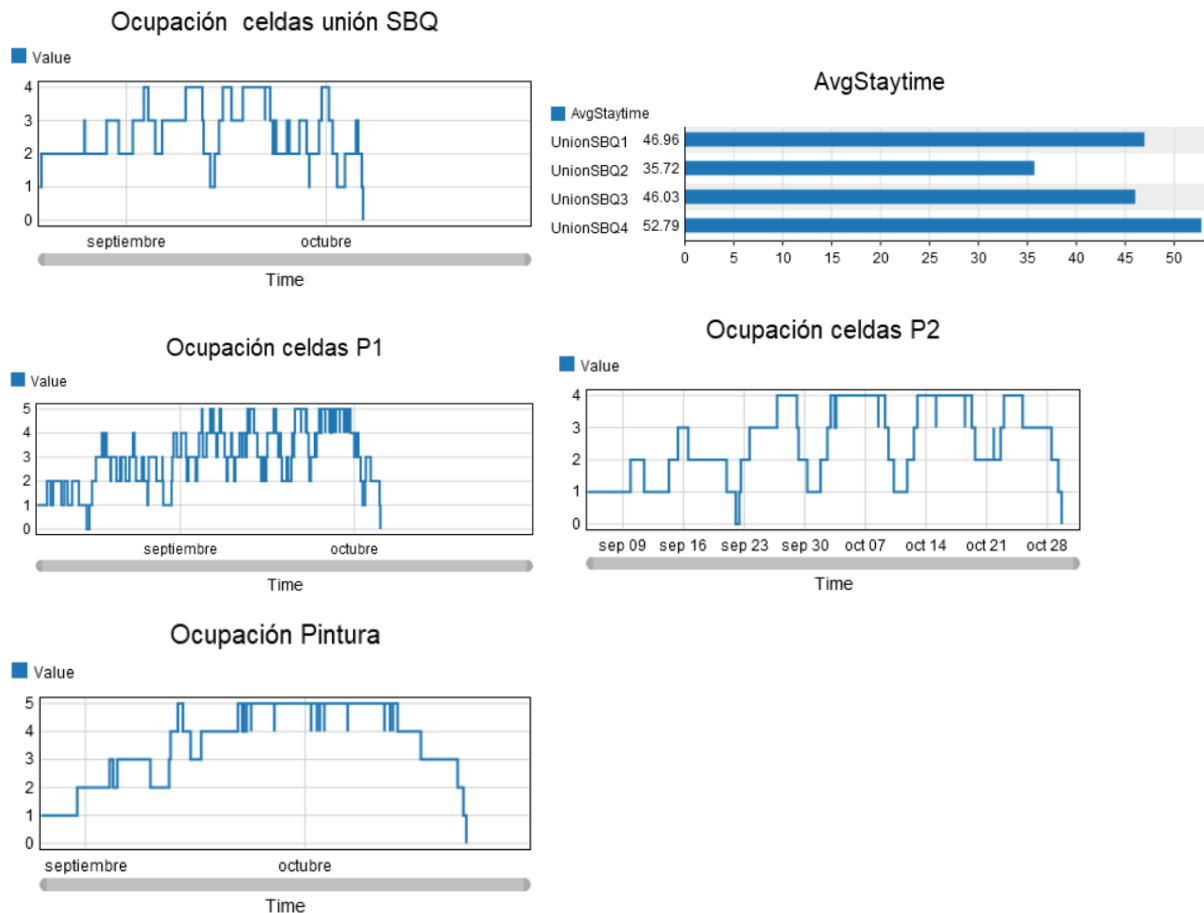 Ocupación  celdas unión SBQ
Value
4
3
2
1
0
septiembre octubre
Time
AvgStaytime
AvgStaytime
UnionSBQ1 46.96
UnionSBQ2 35.72
UnionSBQ3 46.03
UnionSBQ4 52.79
0 5 10 15 20 25 30 35 40 45 50
Ocupación celdas P1
Value
5
4
3
2
1
0
septiembre octubre
Time
Ocupación celdas P2
Value
4
3
2
1
0
sep 09 sep 16 sep 23 sep 30 oct 07 oct 14 oct 21 oct 28
Time
Ocupación Pintura
Value
5
4
3
2
1
0
septiembre octubre
Time